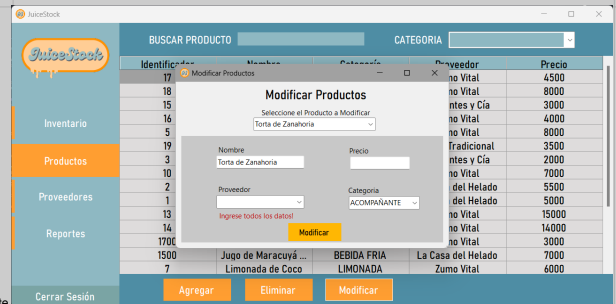 JuiceStock
BUSCAR PRODUCTO
CATEGORIA
JuiceStock
Identificador Nombre Categoría Proveedor Precio
17 mo Vital 4500
18 mo Vital 8000
15 ntes y Cía 3000
16 mo Vital 4000
5 mo Vital 8000
19 Tradicional 3500
3 ntes y Cía 2000
10 mo Vital 7000
2 del Helado 5500
1 del Helado 5000
13 mo Vital 15000
14 mo Vital 14000
1700 mo Vital 3000
1500 Jugo de Maracuyá ... BEBIDA FRIA La Casa del Helado 7000
7 Limonada de Coco LIMONADA Zumo Vital 6000
Inventario
Productos
Proveedores
Reportes
Cerrar Sesión
Modificar Productos
Modificar Productos
Seleccione el Producto a Modificar
Torta de Zanahoria
Nombre
Precio
Torta de Zanahoria
Proveedor
Categoria
ACOMPAÑANTE
Ingrese todos los datos!
Modificar
Agregar
Eliminar
Modificar